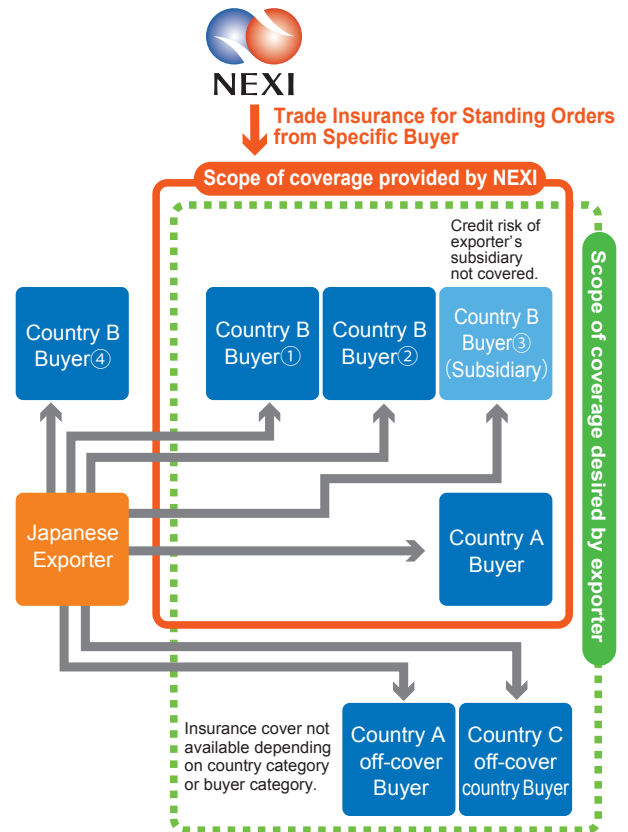 NEXI
Trade Insurance for Standing Orders
from Specific Buyer
Scope of coverage provided by NEXI
Credit risk of
exporter's
subsidiary
not covered.
Scope of coverage desired by exporter
Country B
Buyer④
Country B
Buyer①
Country B
Buyer②
Country B
Buyer③
(Subsidiary)
Japanese
Exporter
Country A
Buyer
Insurance cover not
available depending
on country category
or buyer category.
Country A
off-cover
Buyer
Country C
off-cover
country Buyer